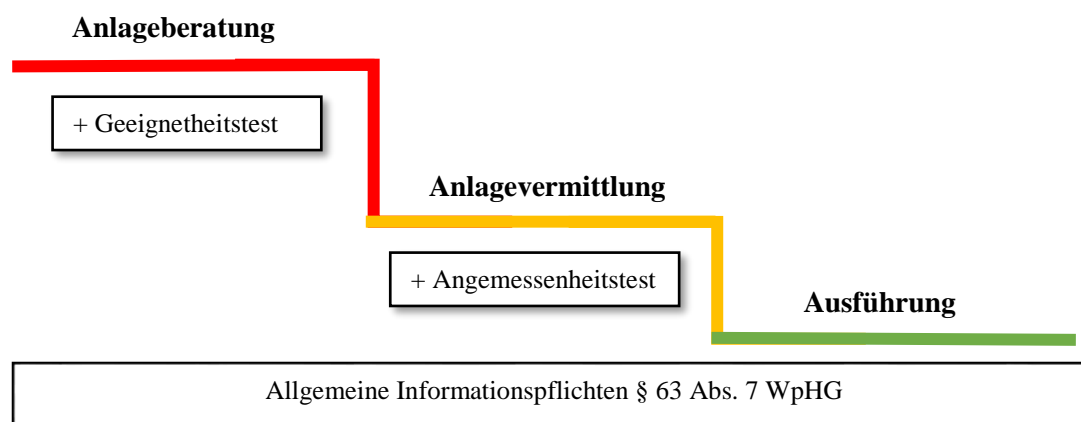 Anlageberatung
+ Geeignetheitstest
Anlagevermittlung
+ Angemessenheitstest
Ausführung
Allgemeine Informationspflichten § 63 Abs. 7 WpHG